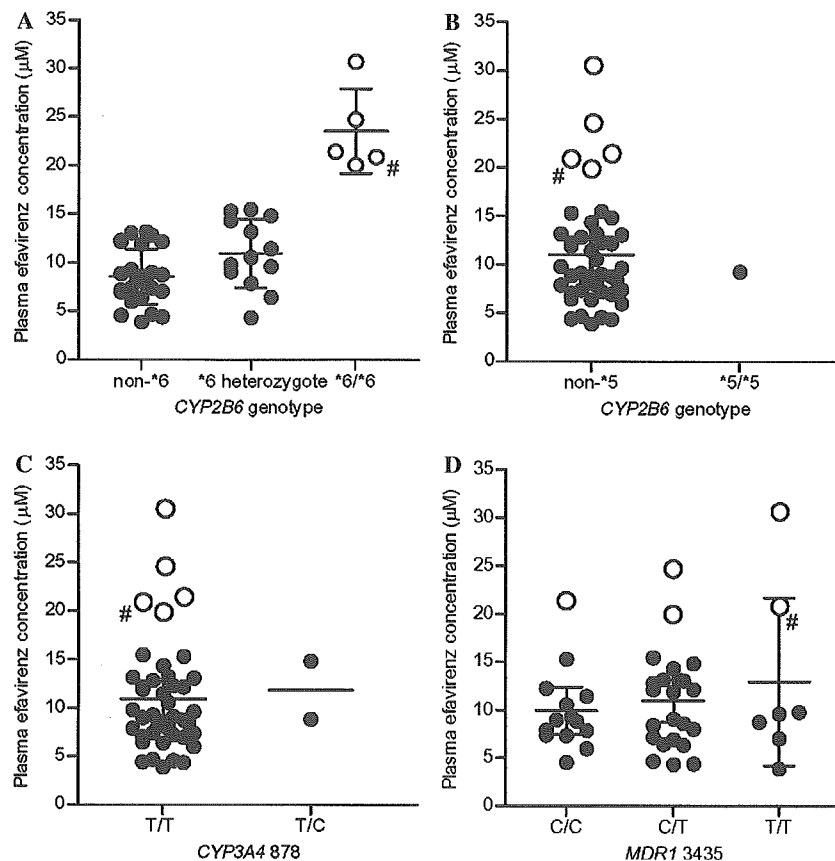 A
Plasma efavirenz concentration (µM)
35
30
25
20
15
10
5
0
#
non-*6
*6 heterozygote
*6/*6
CYP2B6 genotype
B
Plasma efavirenz concentration (µM)
35
30
25
20
15
10
5
0
#
non-*5
*5/*5
CYP2B6 genotype
C
Plasma efavirenz concentration (µM)
35
30
25
20
15
10
5
0
#
T/T
T/C
CYP3A4 878
D
Plasma efavirenz concentration (µM)
35
30
25
20
15
10
5
0
#
C/C
C/T
T/T
MDR1 3435